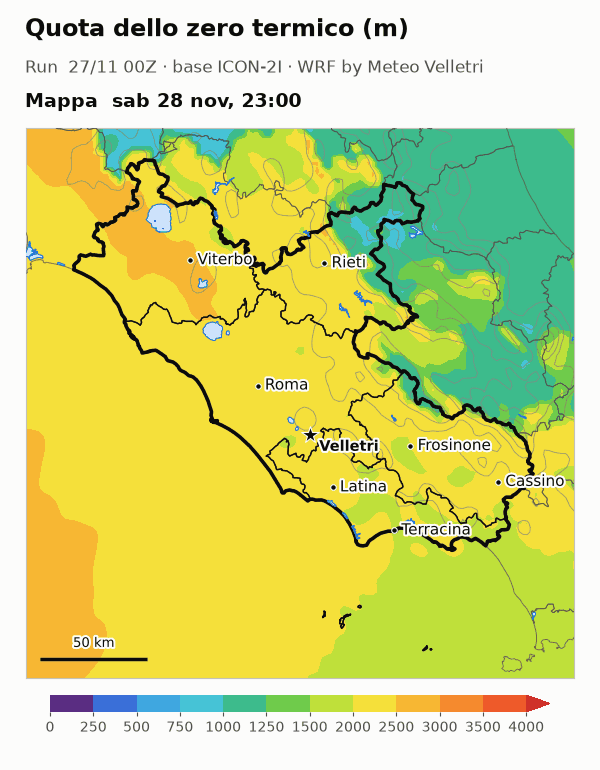 Quota dello zero termico (m)
Run  27/11 00Z · base ICON-2I · WRF by Meteo Velletri
Mappa  sab 28 nov, 23:00
Viterbo
Rieti
Roma
Velletri
Frosinone
Cassino
Latina
Terracina
50 km
0 250 500 750 1000 1250 1500 2000 2500 3000 3500 4000